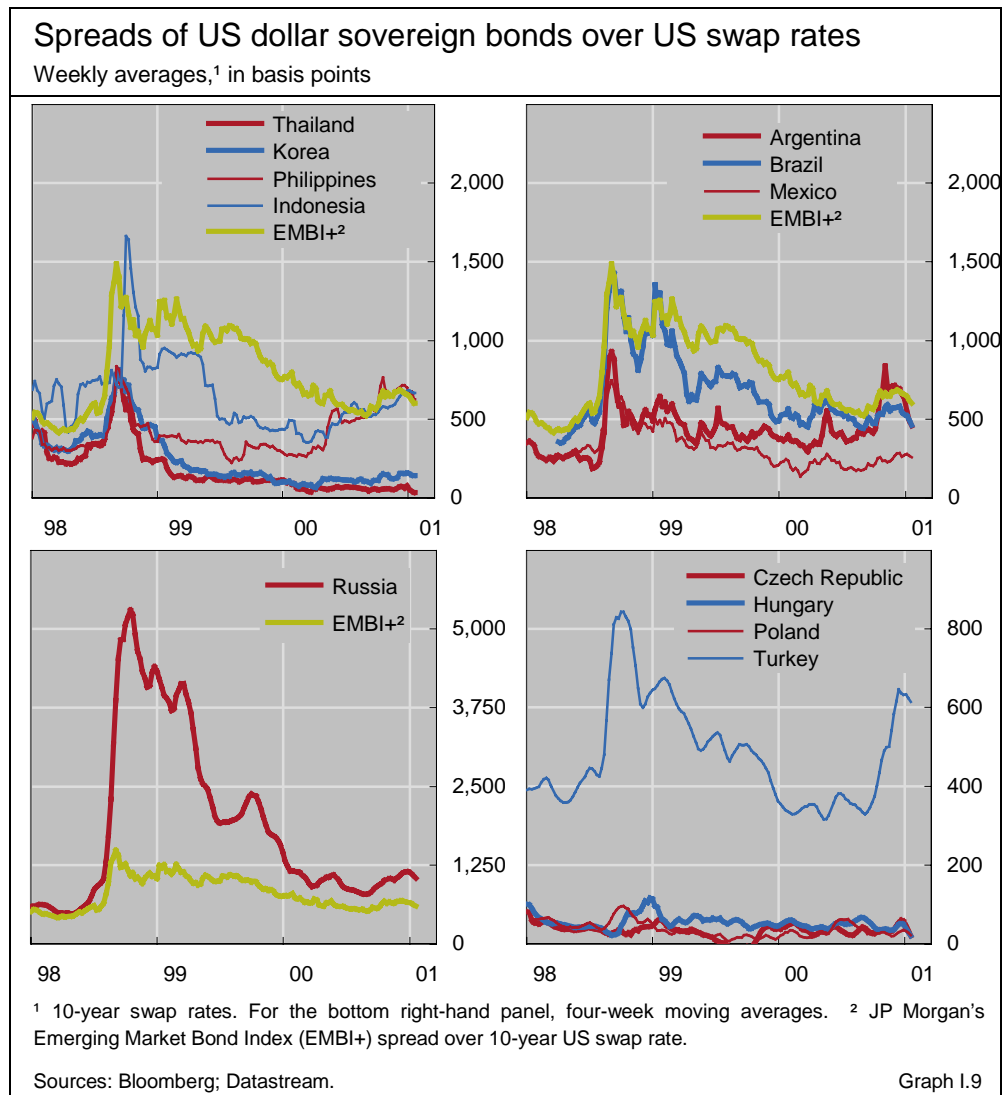 Spreads of US dollar sovereign bonds over US swap rates
Weekly averages,¹ in basis points
Thailand
Korea
Philippines
Indonesia
EMBI+²
2,000
1,500
1,000
500
0
98 99 00 01
Argentina
Brazil
Mexico
EMBI+²
2,000
1,500
1,000
500
0
98 99 00 01
Russia
EMBI+²
5,000
3,750
2,500
1,250
0
98 99 00 01
Czech Republic
Hungary
Poland
Turkey
800
600
400
200
0
98 99 00 01
¹ 10-year swap rates. For the bottom right-hand panel, four-week moving averages. ² JP Morgan’s
Emerging Market Bond Index (EMBI+) spread over 10-year US swap rate.
Sources: Bloomberg; Datastream. Graph I.9